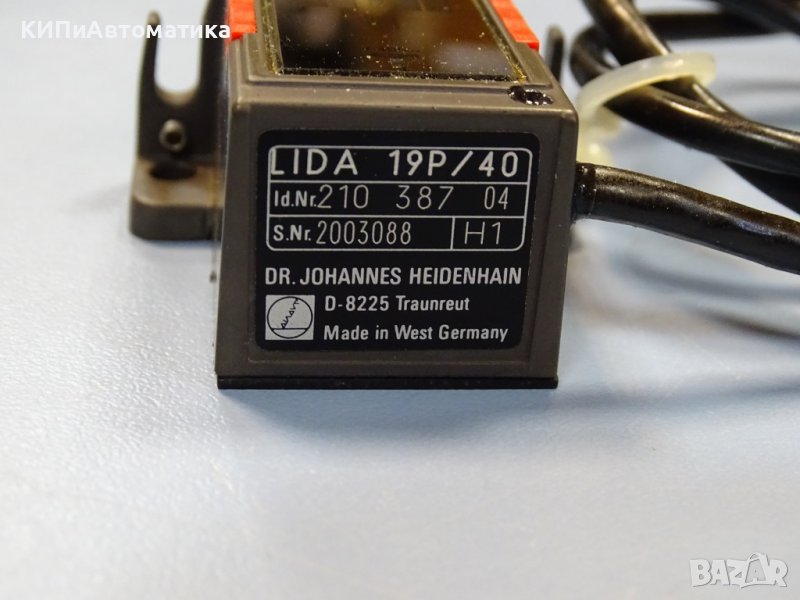 КИПиАвтоматика
LIDA 19P/40
Id.Nr. 210 387 04
S.Nr. 2003088 H1
DR. JOHANNES HEIDENHAIN
D-8225 Traunreut
Made in West Germany
BAZAR